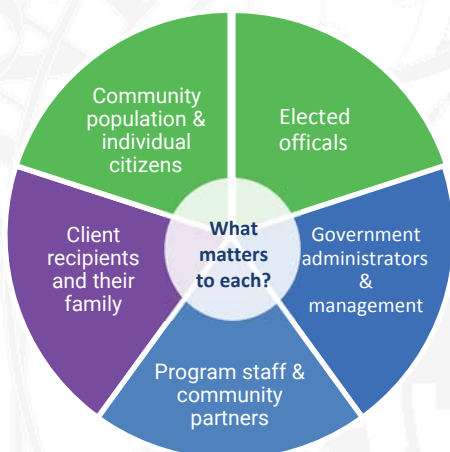 Community
population &
individual
citizens
Elected
officals
Client
recipients
and their
family
What
matters
to each?
Government
administrators
&
management
Program staff &
community
partners